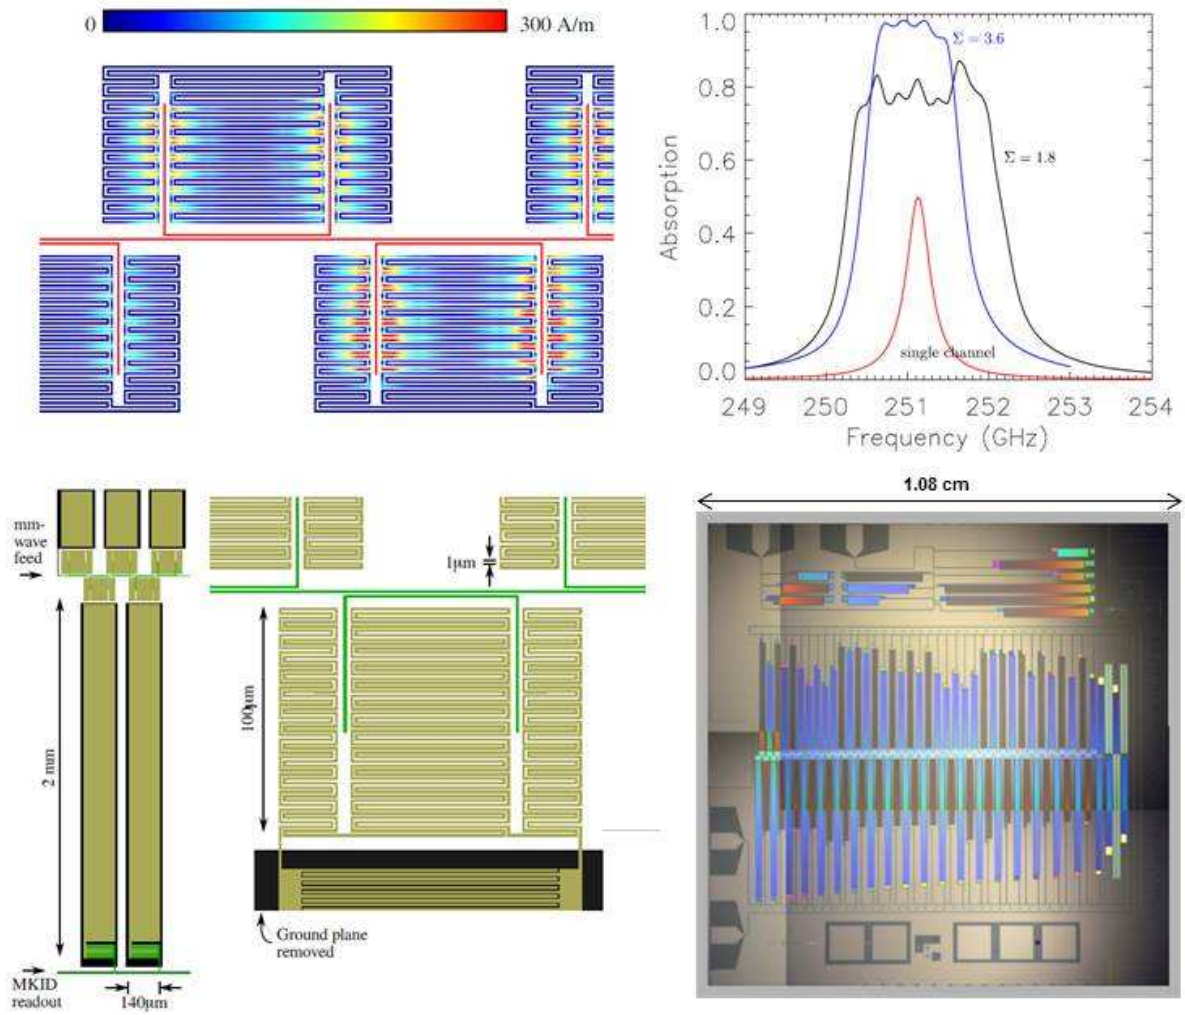 0 300 A/m
1.0
0.8
0.6
0.4
0.2
0.0
Absorption
Σ = 3.6
Σ = 1.8
single channel
249 250 251 252 253 254
Frequency (GHz)
mm-
wave
feed
2 mm
MKID
readout
140μm
1μm
100μm
Ground plane
removed
1.08 cm